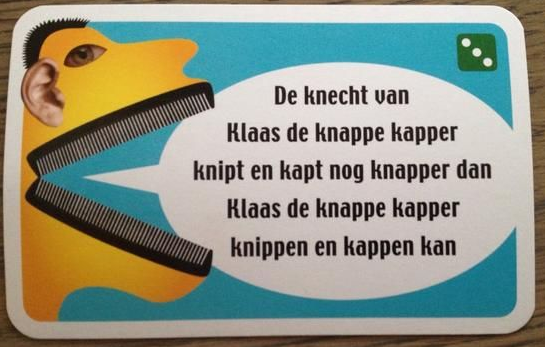 De knecht van
Klaas de knappe kapper
knipt en kapt nog knapper dan
Klaas de knappe kapper
knippen en kappen kan